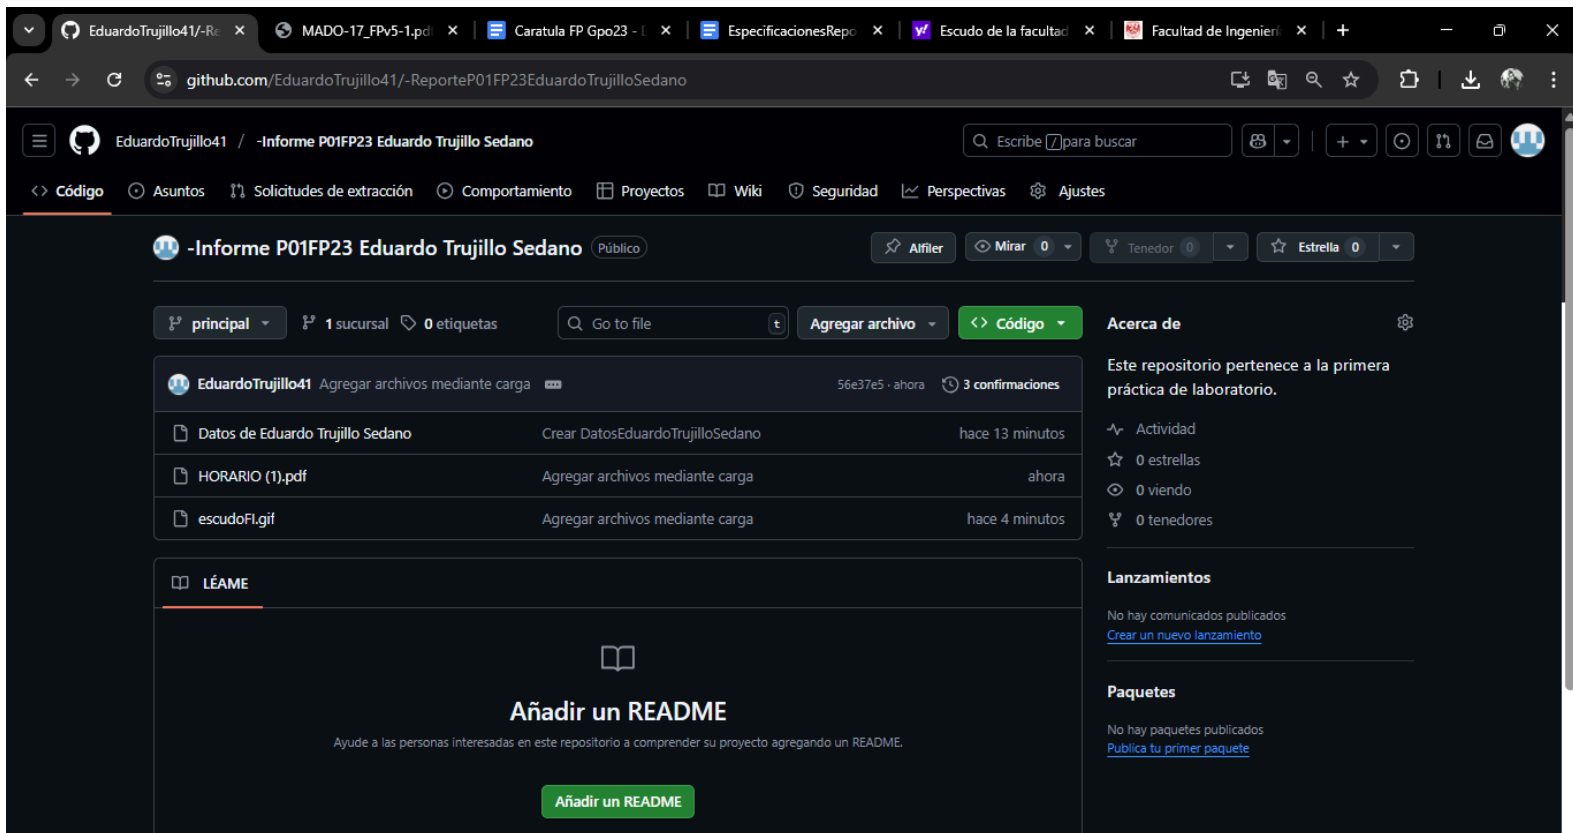 EduardoTrujillo41/-Re
MADO-17_FPv5-1.pd
Caratula FP Gpo23 -
EspecificacionesRepo
Escudo de la facultad
Facultad de Ingenierí
github.com/EduardoTrujillo41/-ReporteP01FP23EduardoTrujilloSedano
EduardoTrujillo41 / -Informe P01FP23 Eduardo Trujillo Sedano
Escribe / para buscar
Código Asuntos Solicitudes de extracción Comportamiento Proyectos Wiki Seguridad Perspectivas Ajustes
-Informe P01FP23 Eduardo Trujillo Sedano Público
Alfiler Mirar 0 Tenedor 0 Estrella 0
principal 1 sucursal 0 etiquetas Go to file t Agregar archivo Código
EduardoTrujillo41 Agregar archivos mediante carga 56e37e5 · ahora 3 confirmaciones
Datos de Eduardo Trujillo Sedano Crear DatosEduardoTrujilloSedano hace 13 minutos
HORARIO (1).pdf Agregar archivos mediante carga ahora
escudoFI.gif Agregar archivos mediante carga hace 4 minutos
LÉAME
Añadir un README
Ayude a las personas interesadas en este repositorio a comprender su proyecto agregando un README.
Añadir un README
Acerca de
Este repositorio pertenece a la primera
práctica de laboratorio.
Actividad
0 estrellas
0 viendo
0 tenedores
Lanzamientos
No hay comunicados publicados
Crear un nuevo lanzamiento
Paquetes
No hay paquetes publicados
Publica tu primer paquete